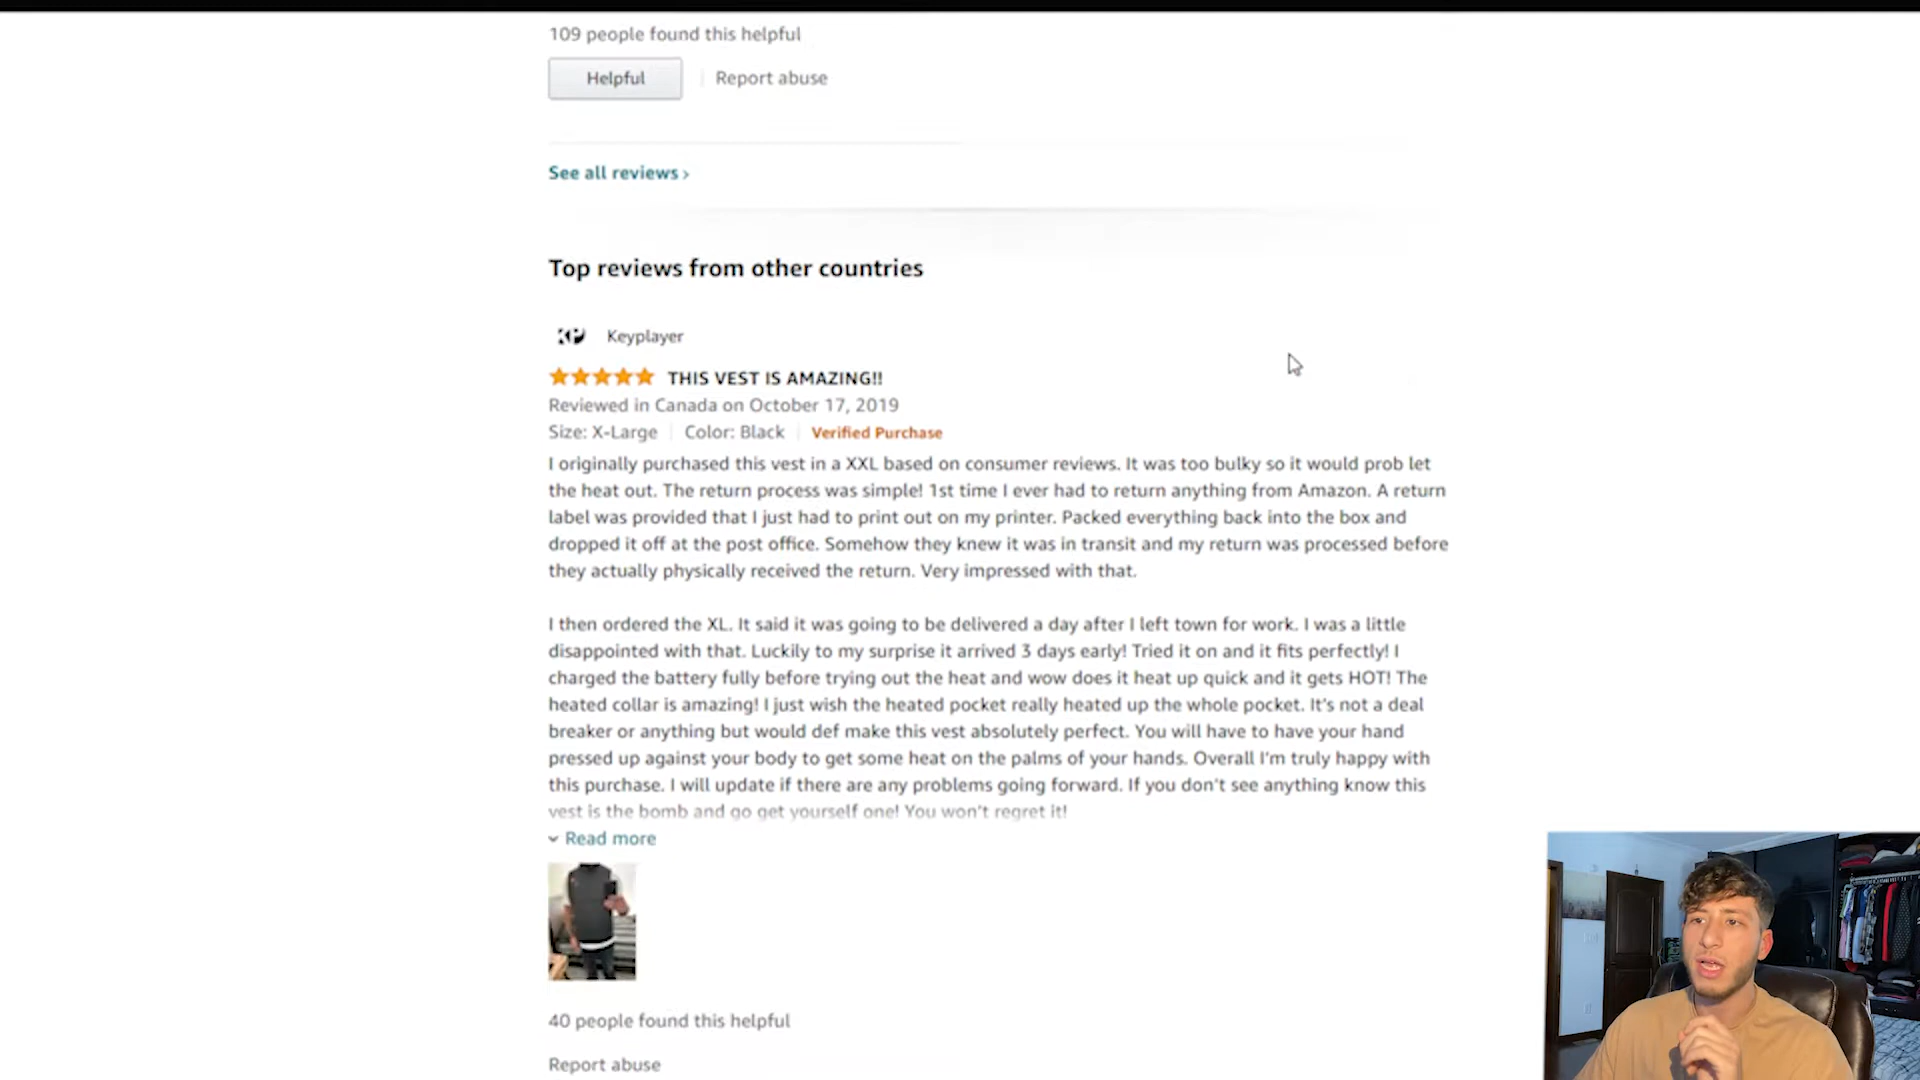 109 people found this helpful
Helpful
Report abuse
See all reviews ›
Top reviews from other countries
Keyplayer
THIS VEST IS AMAZING!!
Reviewed in Canada on October 17, 2019
Size: X-Large | Color: Black | Verified Purchase
I originally purchased this vest in a XXL based on consumer reviews. It was too bulky so it would prob let
the heat out. The return process was simple! 1st time I ever had to return anything from Amazon. A return
label was provided that I just had to print out on my printer. Packed everything back into the box and
dropped it off at the post office. Somehow they knew it was in transit and my return was processed before
they actually physically received the return. Very impressed with that.
I then ordered the XL. It said it was going to be delivered a day after I left town for work. I was a little
disappointed with that. Luckily to my surprise it arrived 3 days early! Tried it on and it fits perfectly! I
charged the battery fully before trying out the heat and wow does it heat up quick and it gets HOT! The
heated collar is amazing! I just wish the heated pocket really heated up the whole pocket. It's not a deal
breaker or anything but would def make this vest absolutely perfect. You will have to have your hand
pressed up against your body to get some heat on the palms of your hands. Overall I'm truly happy with
this purchase. I will update if there are any problems going forward. If you don't see anything know this
vest is the bomb and go get yourself one! You won't regret it!
Read more
40 people found this helpful
Report abuse